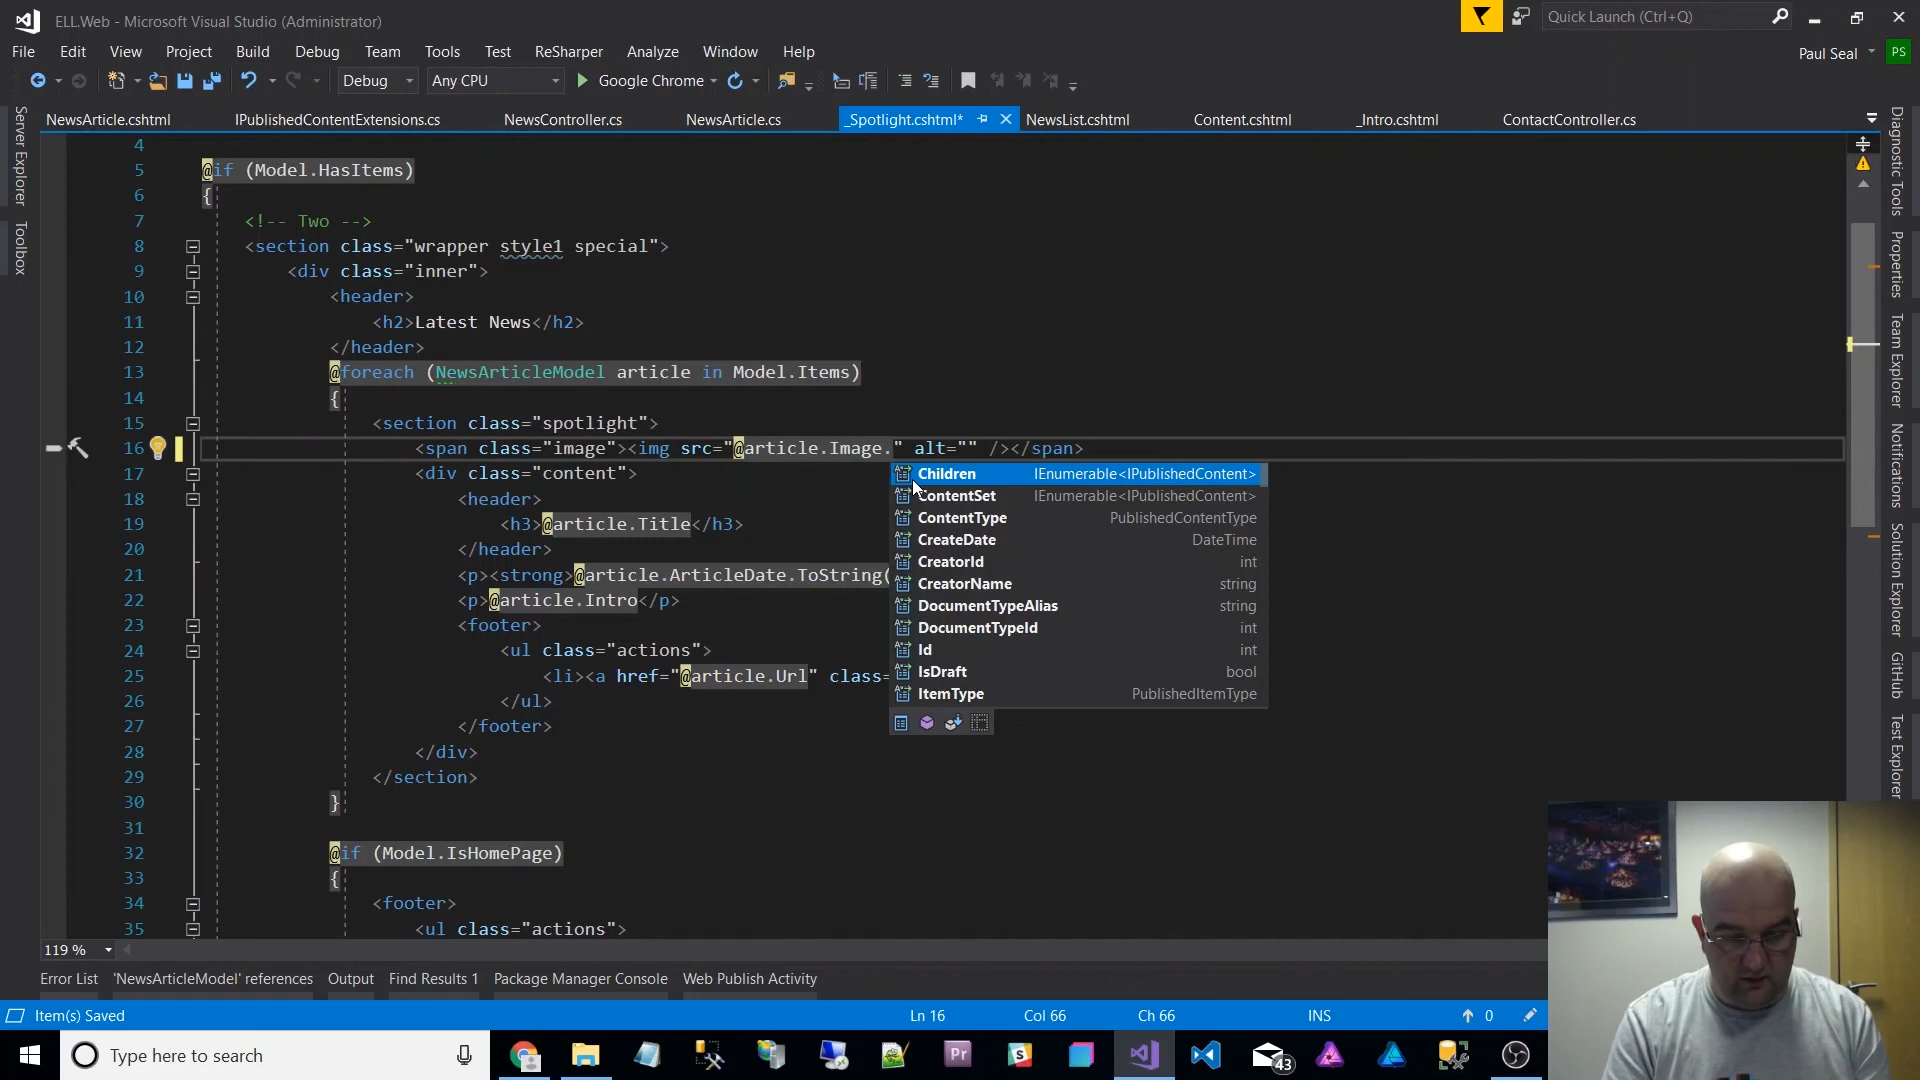 ELL.Web - Microsoft Visual Studio (Administrator)
Quick Launch (Ctrl+Q)
File Edit View Project Build Debug Team Tools Test ReSharper Analyze Window Help
Paul Seal PS
Debug Any CPU Google Chrome
NewsArticle.cshtml IPublishedContentExtensions.cs NewsController.cs NewsArticle.cs _Spotlight.cshtml* NewsList.cshtml Content.cshtml _Intro.cshtml ContactController.cs
Server Explorer
Toolbox
4
5 @if (Model.HasItems)
6 {
7 <!-- Two -->
8 <section class="wrapper style1 special">
9 <div class="inner">
10 <header>
11 <h2>Latest News</h2>
12 </header>
13 @foreach (NewsArticleModel article in Model.Items)
14 {
15 <section class="spotlight">
16 <span class="image"><img src="@article.Image." alt="" /></span>
17 <div class="content">
18 <header>
19 <h3>@article.Title</h3>
20 </header>
21 <p><strong>@article.ArticleDate.ToString(
22 <p>@article.Intro</p>
23 <footer>
24 <ul class="actions">
25 <li><a href="@article.Url" class=
26 </ul>
27 </footer>
28 </div>
29 </section>
30 }
31
32 @if (Model.IsHomePage)
33 {
34 <footer>
35 <ul class="actions">
Children IEnumerable<IPublishedContent>
ContentSet IEnumerable<IPublishedContent>
ContentType PublishedContentType
CreateDate DateTime
CreatorId int
CreatorName string
DocumentTypeAlias string
DocumentTypeId int
Id int
IsDraft bool
ItemType PublishedItemType
Diagnostic Tools
Properties
Team Explorer
Notifications
Solution Explorer
GitHub
Test Explorer
119 %
Error List 'NewsArticleModel' references Output Find Results 1 Package Manager Console Web Publish Activity
Item(s) Saved Ln 16 Col 66 Ch 66 INS 0
Type here to search
Pr
S
43